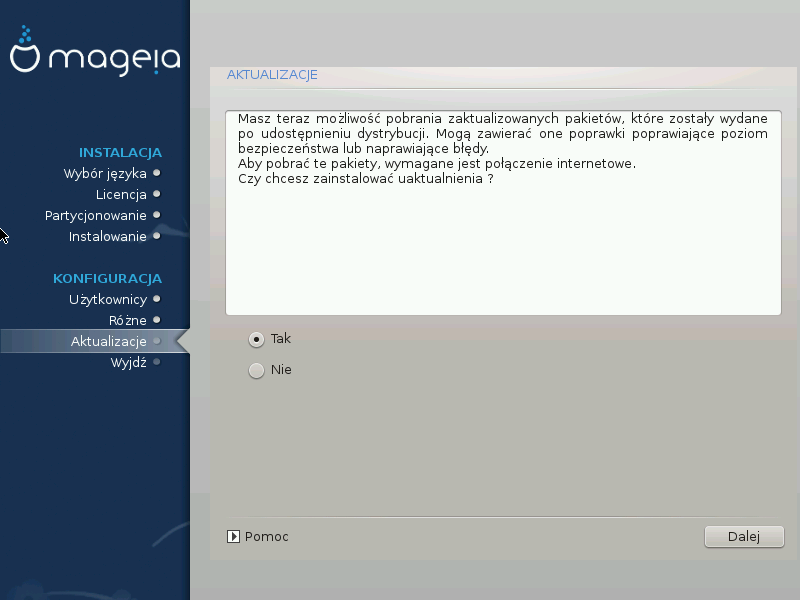 mageia
INSTALACJA
Wybór języka
Licencja
Partycjonowanie
Instalowanie
KONFIGURACJA
Użytkownicy
Różne
Aktualizacje
Wyjdź
AKTUALIZACJE
Masz teraz możliwość pobrania zaktualizowanych pakietów, które zostały wydane
po udostępnieniu dystrybucji. Mogą zawierać one poprawki poprawiające poziom
bezpieczeństwa lub naprawiające błędy.
Aby pobrać te pakiety, wymagane jest połączenie internetowe.
Czy chcesz zainstalować uaktualnienia ?
Tak
Nie
Pomoc
Dalej